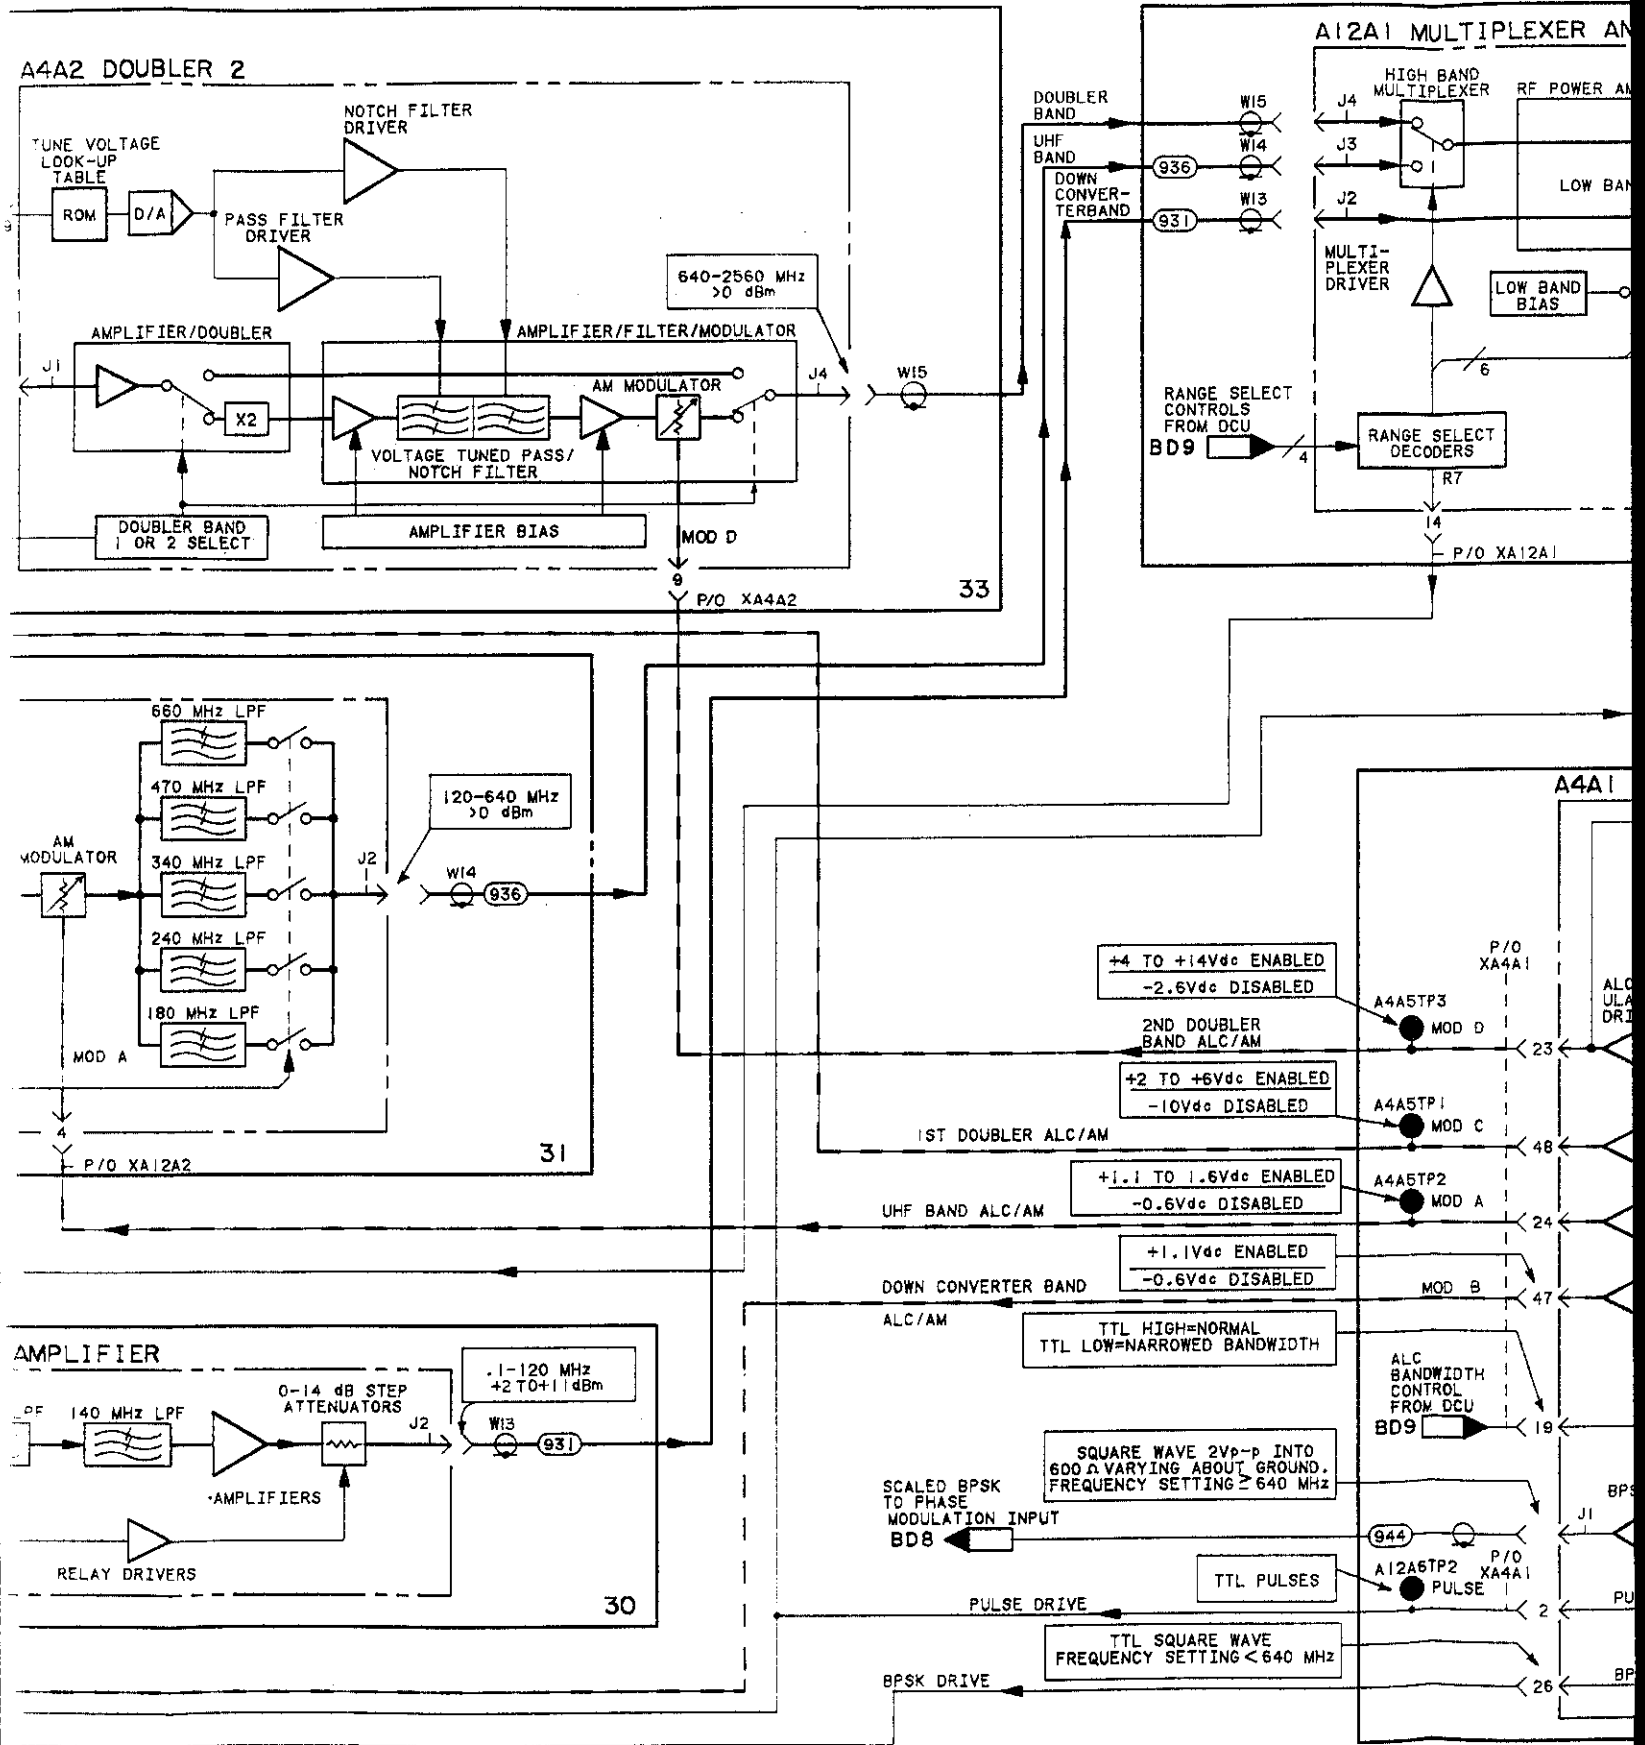 A4A2 DOUBLER 2
NOTCH FILTER
DRIVER
TUNE VOLTAGE
LOOK-UP
TABLE
ROM
D/A
PASS FILTER
DRIVER
640-2560 MHz
>0 dBm
AMPLIFIER/DOUBLER
AMPLIFIER/FILTER/MODULATOR
J1
X2
AM MODULATOR
J4
W15
VOLTAGE TUNED PASS/
NOTCH FILTER
DOUBLER BAND
1 OR 2 SELECT
AMPLIFIER BIAS
MOD D
9
P/O XA4A2
33
A12A1 MULTIPLEXER AN
HIGH BAND
MULTIPLEXER
RF POWER AM
DOUBLER
BAND
W15
J4
UHF
BAND
936
W14
J3
DOWN
CONVER-
TERBAND
931
W13
J2
LOW BAN
MULTI-
PLEXER
DRIVER
LOW BAND
BIAS
6
RANGE SELECT
CONTROLS
FROM DCU
BD9
4
RANGE SELECT
DECODERS
R7
14
P/O XA12A1
660 MHz LPF
470 MHz LPF
AM
MODULATOR
340 MHz LPF
240 MHz LPF
180 MHz LPF
MOD A
4
P/O XA12A2
J2
120-640 MHz
>0 dBm
W14
936
31
A4A1
+4 TO +14Vdc ENABLED
-2.6Vdc DISABLED
P/O
XA4A1
A4A5TP3
MOD D
2ND DOUBLER
BAND ALC/AM
23
ALC
ULA
DRI
+2 TO +6Vdc ENABLED
-10Vdc DISABLED
A4A5TP1
MOD C
1ST DOUBLER ALC/AM
48
+1.1 TO 1.6Vdc ENABLED
-0.6Vdc DISABLED
A4A5TP2
MOD A
UHF BAND ALC/AM
24
+1.1Vdc ENABLED
-0.6Vdc DISABLED
DOWN CONVERTER BAND
ALC/AM
MOD B
47
TTL HIGH=NORMAL
TTL LOW=NARROWED BANDWIDTH
ALC
BANDWIDTH
CONTROL
FROM DCU
BD9
19
AMPLIFIER
PF
140 MHz LPF
0-14 dB STEP
ATTENUATORS
J2
.1-120 MHz
+2 TO+11dBm
W13
931
AMPLIFIERS
RELAY DRIVERS
30
SQUARE WAVE 2Vp-p INTO
600 Ω VARYING ABOUT GROUND.
FREQUENCY SETTING ≥ 640 MHz
SCALED BPSK
TO PHASE
MODULATION INPUT
BD8
944
J1
BPS
P/O
XA4A1
TTL PULSES
A12A6TP2
PULSE
PULSE DRIVE
2
PU
TTL SQUARE WAVE
FREQUENCY SETTING < 640 MHz
BPSK DRIVE
26
BP